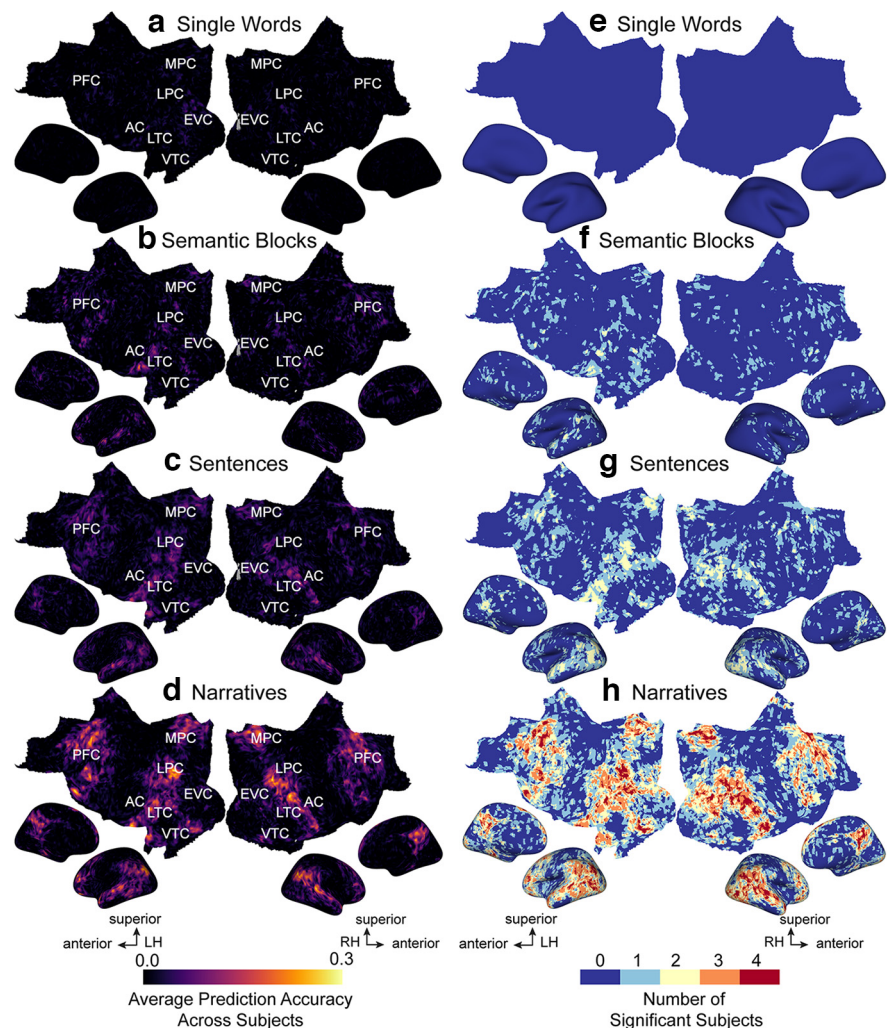 a Single Words
PFC MPC MPC PFC
LPC LPC
AC EVC EVC AC
LTC LTC
VTC VTC
e Single Words
b Semantic Blocks
PFC MPC MPC PFC
LPC LPC
AC EVC EVC AC
LTC LTC
VTC VTC
f Semantic Blocks
c Sentences
PFC MPC MPC PFC
LPC LPC
AC EVC EVC AC
LTC LTC
VTC VTC
g Sentences
d Narratives
PFC MPC MPC PFC
LPC LPC
AC EVC EVC AC
LTC LTC
VTC VTC
h Narratives
superior superior
anterior LH RH anterior
0.0 0.3
Average Prediction Accuracy
Across Subjects
superior superior
anterior LH RH anterior
0 1 2 3 4
Number of
Significant Subjects